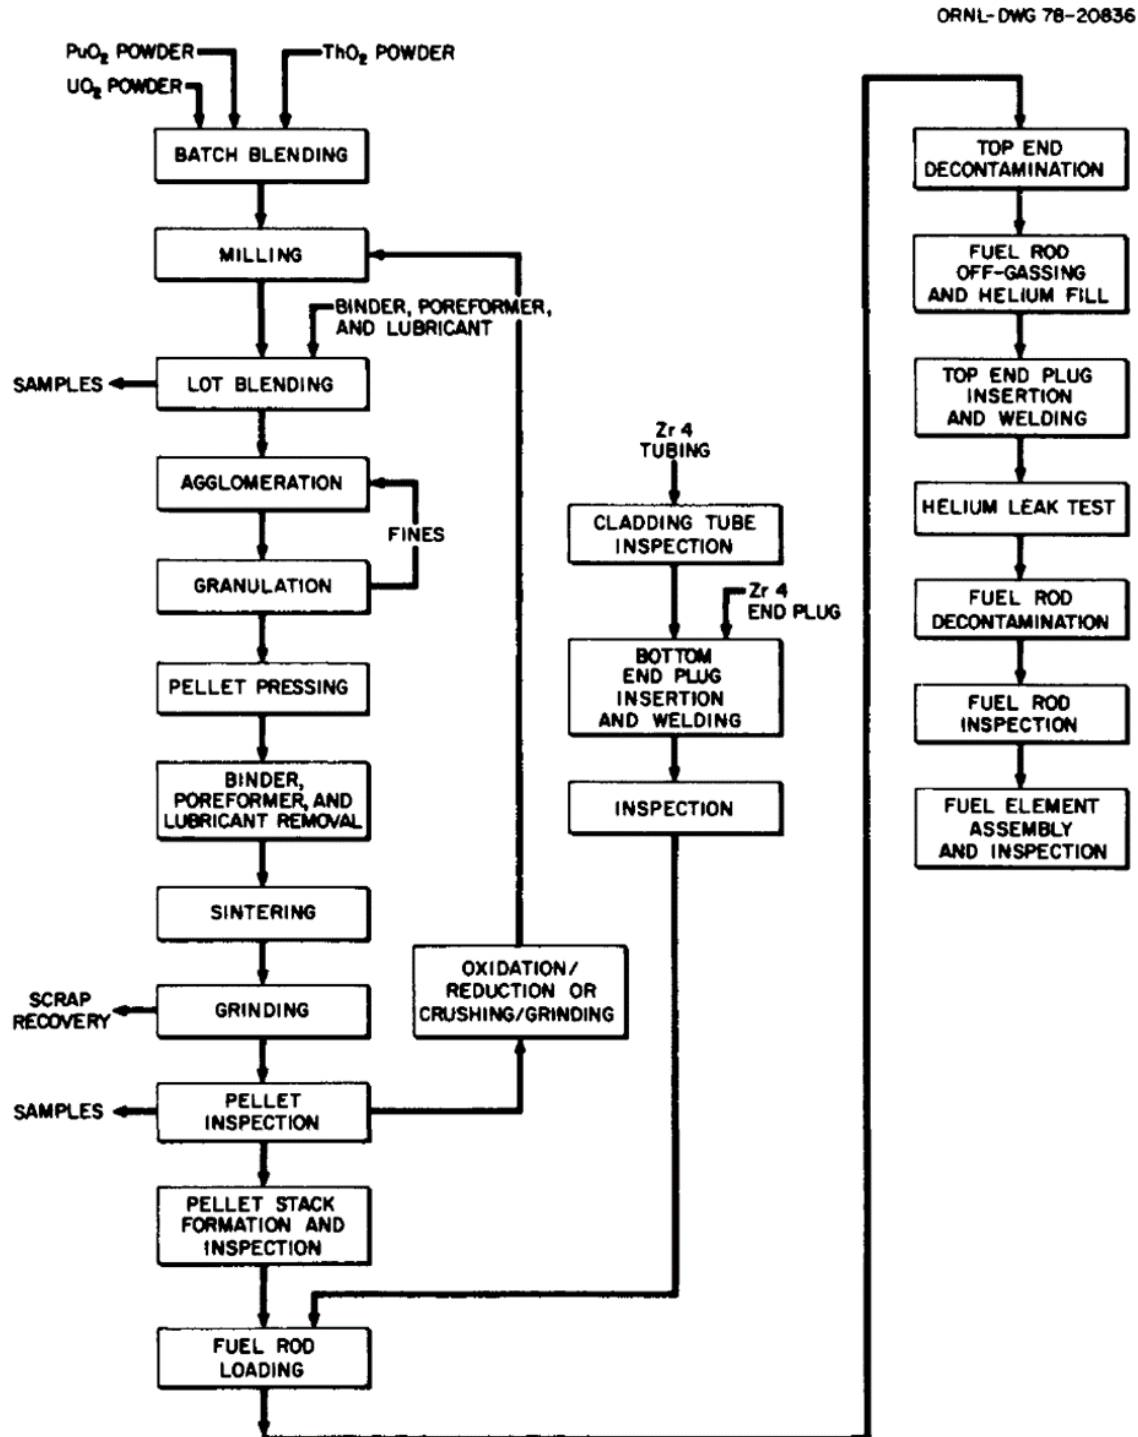 ORNL-DWG 78-20836
PuO₂ POWDER
ThO₂ POWDER
UO₂ POWDER
BATCH BLENDING
MILLING
BINDER, POREFORMER,
AND LUBRICANT
SAMPLES
LOT BLENDING
AGGLOMERATION
FINES
GRANULATION
PELLET PRESSING
BINDER,
POREFORMER, AND
LUBRICANT REMOVAL
SINTERING
SCRAP
RECOVERY
GRINDING
SAMPLES
PELLET
INSPECTION
OXIDATION/
REDUCTION OR
CRUSHING/GRINDING
PELLET STACK
FORMATION AND
INSPECTION
FUEL ROD
LOADING
Zr 4
TUBING
CLADDING TUBE
INSPECTION
Zr 4
END PLUG
BOTTOM
END PLUG
INSERTION
AND WELDING
INSPECTION
TOP END
DECONTAMINATION
FUEL ROD
OFF-GASSING
AND HELIUM FILL
TOP END PLUG
INSERTION
AND WELDING
HELIUM LEAK TEST
FUEL ROD
DECONTAMINATION
FUEL ROD
INSPECTION
FUEL ELEMENT
ASSEMBLY
AND INSPECTION